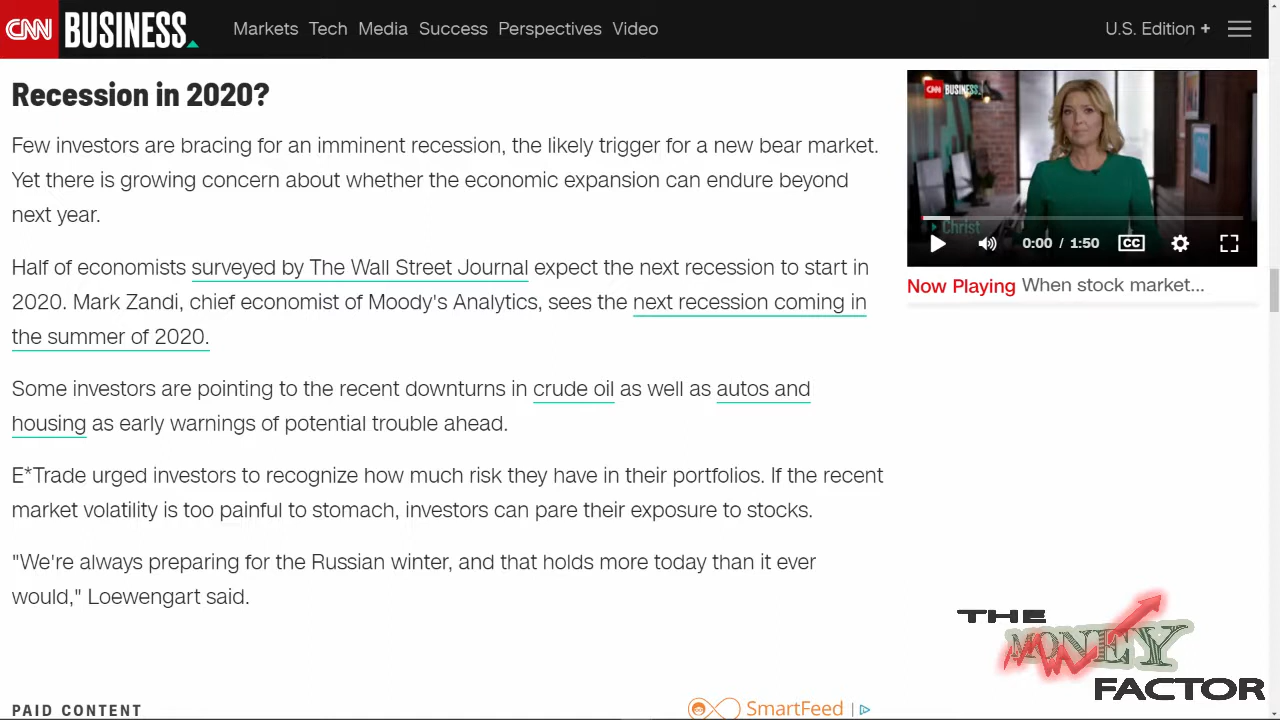 CNN BUSINESS Markets Tech Media Success Perspectives Video U.S. Edition +
Recession in 2020?
Few investors are bracing for an imminent recession, the likely trigger for a new bear market.
Yet there is growing concern about whether the economic expansion can endure beyond
next year.
Half of economists surveyed by The Wall Street Journal expect the next recession to start in
2020. Mark Zandi, chief economist of Moody's Analytics, sees the next recession coming in
the summer of 2020.
Some investors are pointing to the recent downturns in crude oil as well as autos and
housing as early warnings of potential trouble ahead.
E*Trade urged investors to recognize how much risk they have in their portfolios. If the recent
market volatility is too painful to stomach, investors can pare their exposure to stocks.
"We're always preparing for the Russian winter, and that holds more today than it ever
would," Loewengart said.
PAID CONTENT
SmartFeed |
CNN BUSINESS
Christ
0:00 / 1:50 CC
Now Playing When stock market...
THE
MONEY
FACTOR